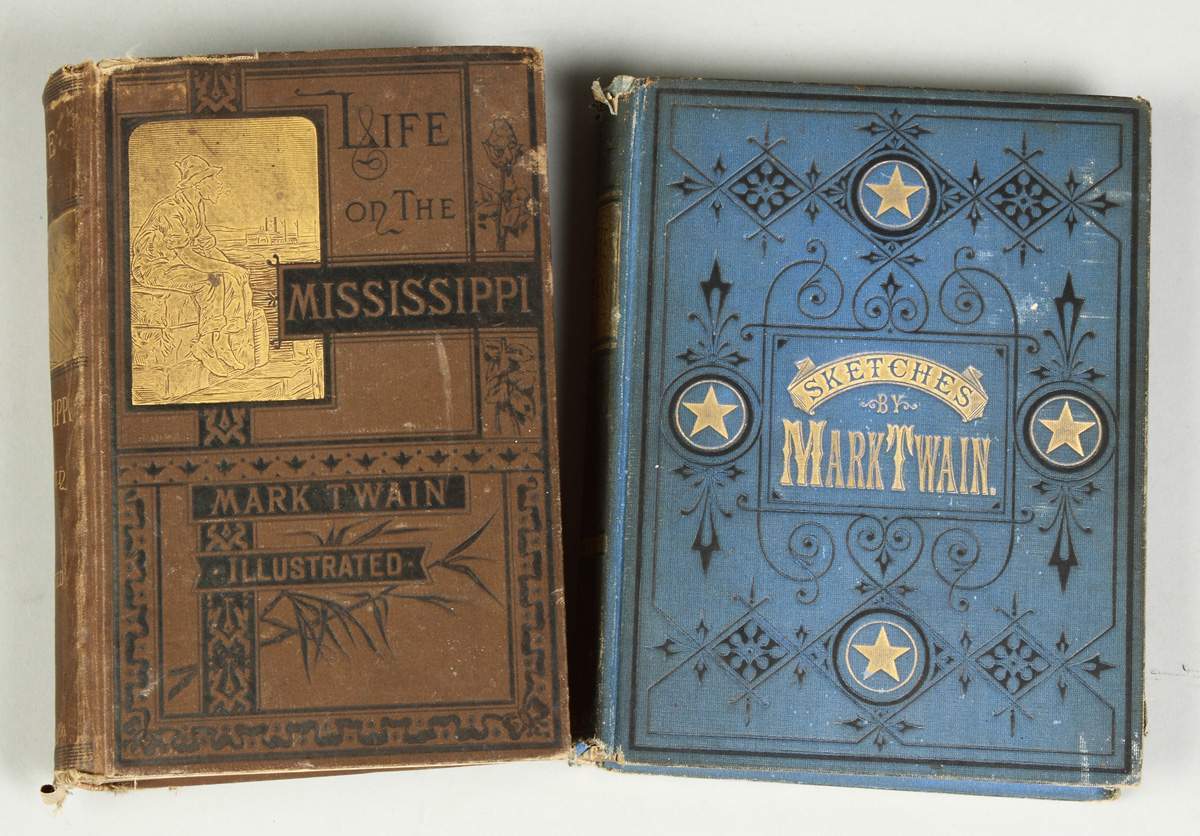 LIFE
ON THE
MISSISSIPPI
MARK TWAIN
·ILLUSTRATED·
SKETCHES
BY
MARK TWAIN.